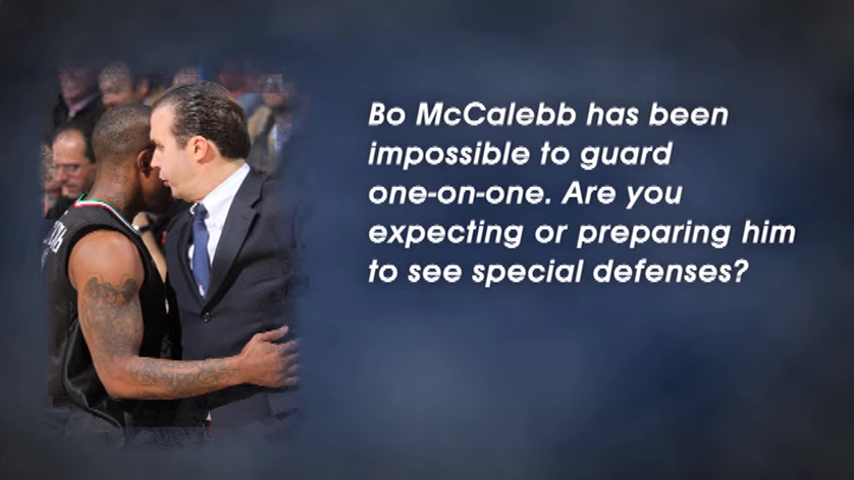 Bo McCalebb has been
impossible to guard
one-on-one. Are you
expecting or preparing him
to see special defenses?